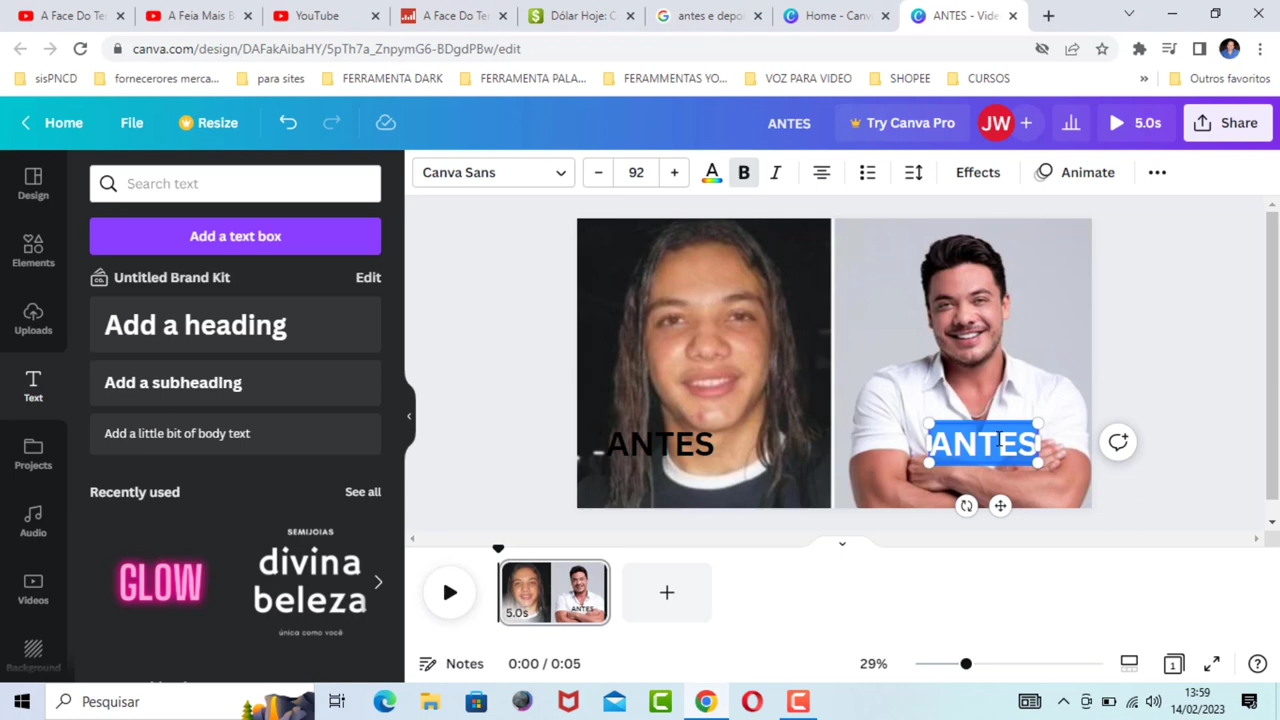 A Face Do Te
A Feia Mais B
YouTube
A Face Do Te
Dólar Hoje: C
antes e depo
Home - Canv
ANTES - Vide
canva.com/design/DAFakAibaHY/5pTh7a_ZnpymG6-BDgdPBw/edit
sisPNCD
fornecerores merca...
para sites
FERRAMENTA DARK
FERRAMENTA PALA...
FERAMMENTAS YO...
VOZ PARA VIDEO
SHOPEE
CURSOS
Outros favoritos
Home
File
Resize
ANTES
Try Canva Pro
JW
5.0s
Share
Design
Elements
Uploads
Text
Projects
Audio
Videos
Background
Search text
Add a text box
Untitled Brand Kit
Edit
Add a heading
Add a subheading
Add a little bit of body text
Recently used
See all
GLOW
SEMIJOIAS
divina
beleza
única como você
Canva Sans
92
A
B
I
Effects
Animate
ANTES
ANTES
5.0s
ANTES
Notes
0:00 / 0:05
29%
1
Pesquisar
13:59
14/02/2023